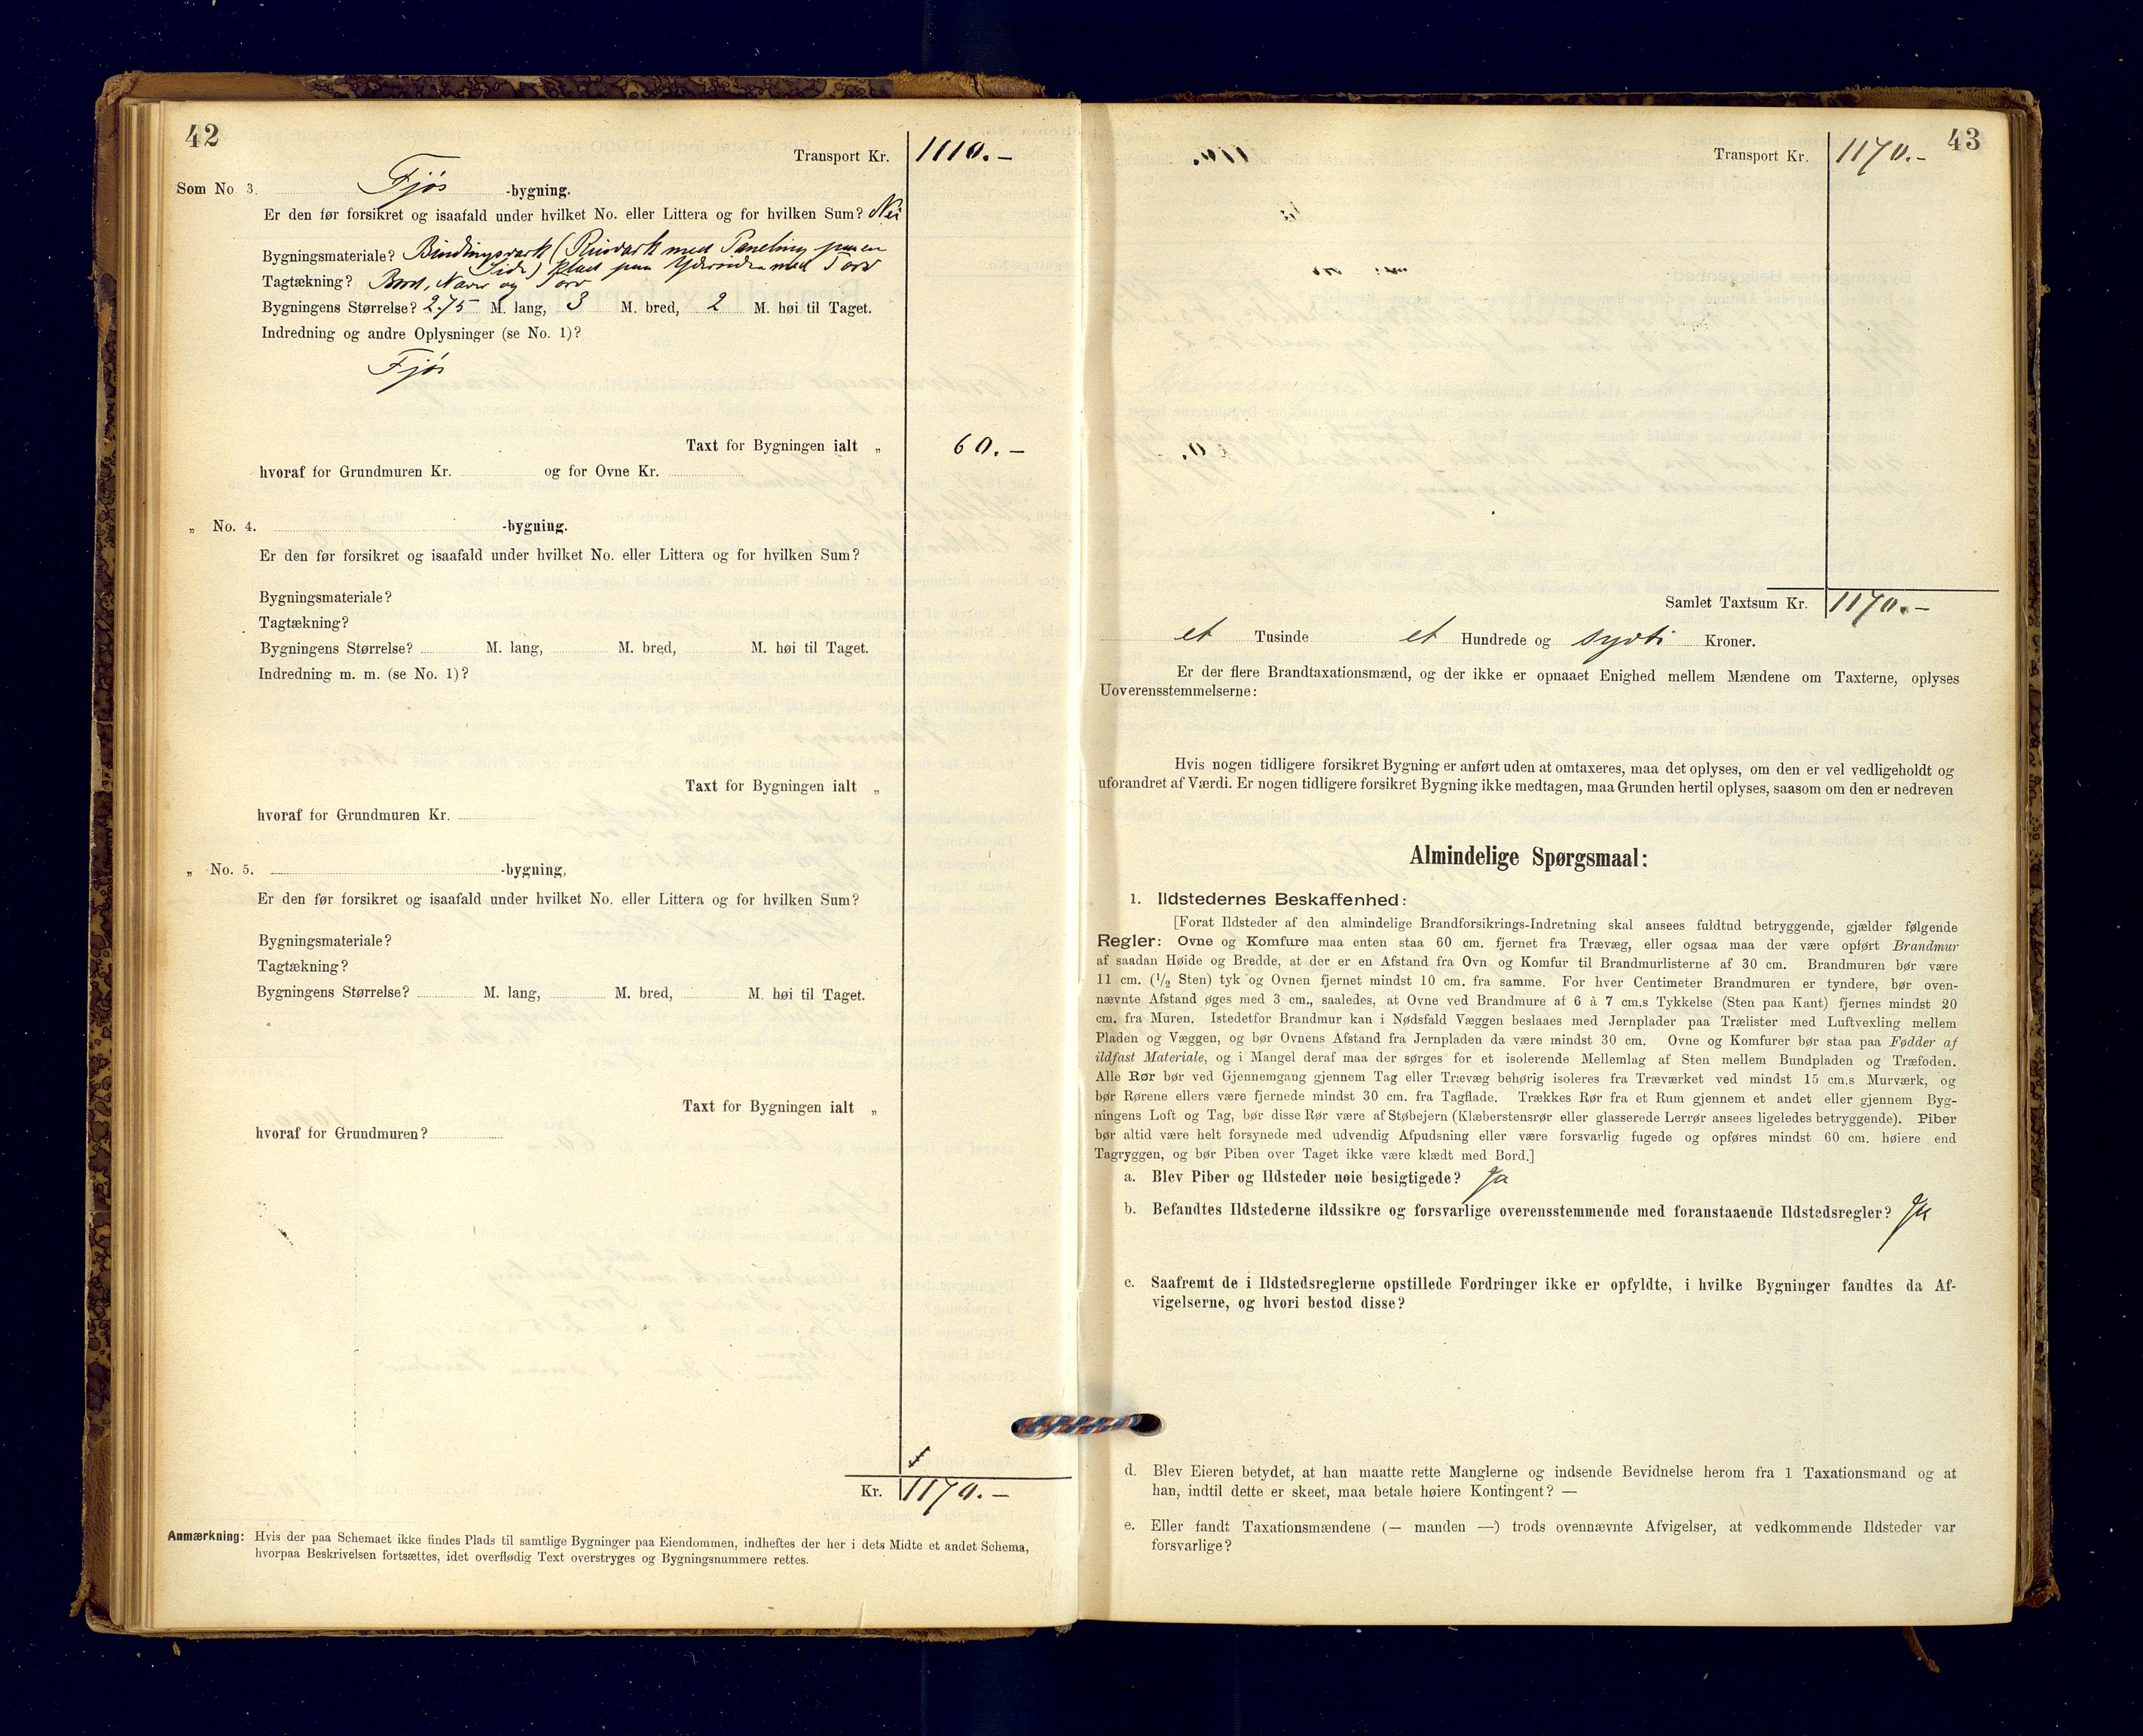 42
Transport Kr. 1110.-
Som No. 3. Fjøs -bygning.
Er den før forsikret og isaafald under hvilket No. eller Littera og for hvilken Sum? Nei
Bygningsmateriale? Bindingsverk (Reisverk med Paneling paa en
Side) klædt paa Ydersiden med Torv
Tagtækning? Bord, Næver og Torv
Bygningens Størrelse? 2.75 M. lang, 3 M. bred, 2 M. høi til Taget.
Indredning og andre Oplysninger (se No. 1)?
Fjøs
Taxt for Bygningen ialt „ 60.-
hvoraf for Grundmuren Kr. og for Ovne Kr.
„ No. 4. -bygning.
Er den før forsikret og isaafald under hvilket No. eller Littera og for hvilken Sum?
Bygningsmateriale?
Tagtækning?
Bygningens Størrelse? M. lang, M. bred, M. høi til Taget.
Indredning m. m. (se No. 1)?
Taxt for Bygningen ialt „
hvoraf for Grundmuren Kr.
„ No. 5. -bygning,
Er den før forsikret og isaafald under hvilket No. eller Littera og for hvilken Sum?
Bygningsmateriale?
Tagtækning?
Bygningens Størrelse? M. lang, M. bred, M. høi til Taget.
Taxt for Bygningen ialt „
hvoraf for Grundmuren?
Kr. 1170.-
Anmærkning: Hvis der paa Schemaet ikke findes Plads til samtlige Bygninger paa Eiendommen, indheftes der her i dets Midte et andet Schema,
hvorpaa Beskrivelsen fortsættes, idet overflødig Text overstryges og Bygningsnummere rettes.
43
Transport Kr. 1170.-
Samlet Taxtsum Kr. 1170.-
et Tusinde et Hundrede og sytti Kroner.
Er der flere Brandtaxationsmænd, og der ikke er opnaaet Enighed mellem Mændene om Taxterne, oplyses
Uoverensstemmelserne:
Hvis nogen tidligere forsikret Bygning er anført uden at omtaxeres, maa det oplyses, om den er vel vedligeholdt og
uforandret af Værdi. Er nogen tidligere forsikret Bygning ikke medtagen, maa Grunden hertil oplyses, saasom om den er nedreven
Almindelige Spørgsmaal:
1. Ildstedernes Beskaffenhed:
[Forat Ildsteder af den almindelige Brandforsikrings-Indretning skal ansees fuldtud betryggende, gjælder følgende
Regler: Ovne og Komfure maa enten staa 60 cm. fjernet fra Trævæg, eller ogsaa maa der være opført Brandmur
af saadan Høide og Bredde, at der er en Afstand fra Ovn og Komfur til Brandmurlisterne af 30 cm. Brandmuren bør være
11 cm. (1/2 Sten) tyk og Ovnen fjernet mindst 10 cm. fra samme. For hver Centimeter Brandmuren er tyndere, bør oven-
nævnte Afstand øges med 3 cm., saaledes, at Ovne ved Brandmure af 6 à 7 cm.s Tykkelse (Sten paa Kant) fjernes mindst 20
cm. fra Muren. Istedetfor Brandmur kan i Nødsfald Væggen beslaaes med Jernplader paa Trælister med Luftvexling mellem
Pladen og Væggen, og bør Ovnens Afstand fra Jernpladen da være mindst 30 cm. Ovne og Komfurer bør staa paa Fødder af
ildfast Materiale, og i Mangel deraf maa der sørges for et isolerende Mellemlag af Sten mellem Bundpladen og Træfoden.
Alle Rør bør ved Gjennemgang gjennem Tag eller Trævæg behørig isoleres fra Træværket ved mindst 15 cm.s Murværk, og
bør Rørene ellers være fjernede mindst 30 cm. fra Tagflade. Trækkes Rør fra et Rum gjennem et andet eller gjennem Byg-
ningens Loft og Tag, bør disse Rør være af Støbejern (Klæberstensrør eller glasserede Lerrør ansees ligeledes betryggende). Piber
bør altid være helt forsynede med udvendig Afpudsning eller være forsvarlig fugede og opføres mindst 60 cm. høiere end
Tagryggen, og bør Piben over Taget ikke være klædt med Bord.]
a. Blev Piber og Ildsteder nøie besigtigede? Ja
b. Befandtes Ildstederne ildssikre og forsvarlige overensstemmende med foranstaaende Ildstedsregler? Ja
c. Saafremt de i Ildstedsreglerne opstillede Fordringer ikke er opfyldte, i hvilke Bygninger fandtes da Af-
vigelserne, og hvori bestod disse?
d. Blev Eieren betydet, at han maatte rette Manglerne og indsende Bevidnelse herom fra 1 Taxationsmand og at
han, indtil dette er skeet, maa betale høiere Kontingent? —
e. Eller fandt Taxationsmændene (— manden —) trods ovennævnte Afvigelser, at vedkommende Ildsteder var
forsvarlige?